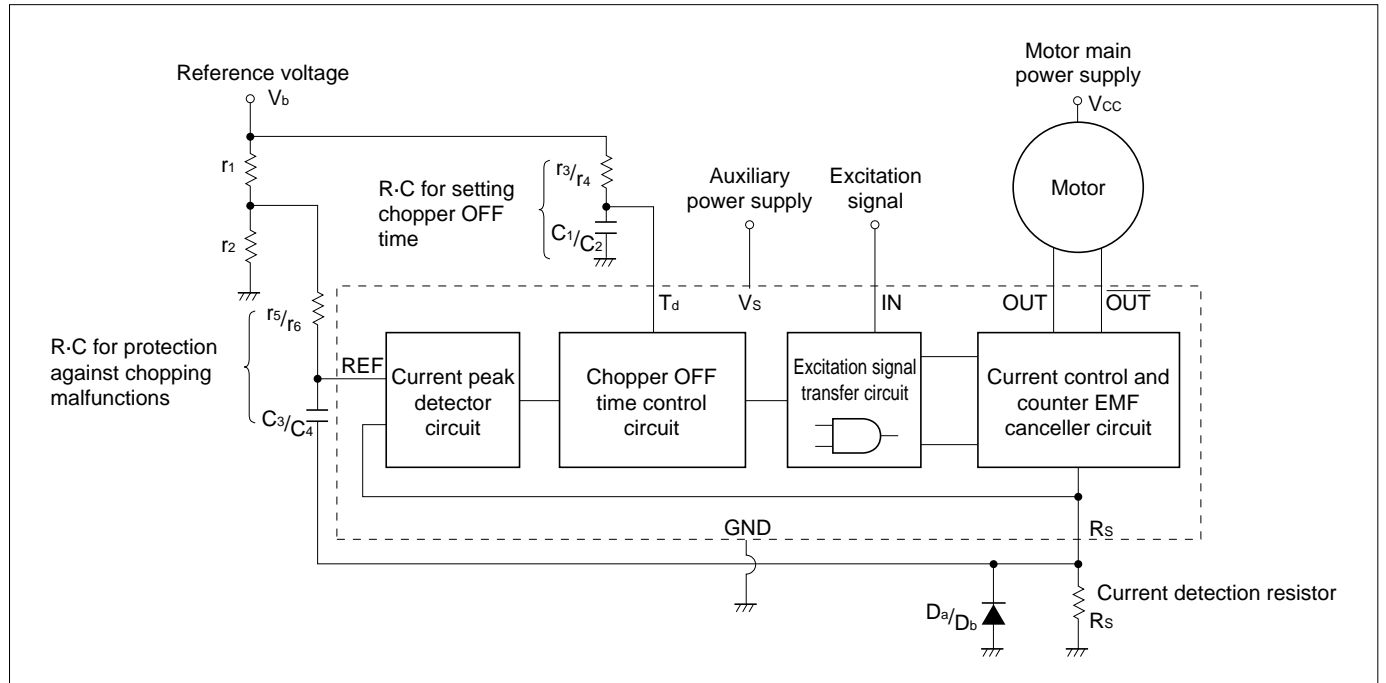 Reference voltage
Vb
Motor main
power supply
VCC
r1
r2
R·C for setting
chopper OFF
time
r3/r4
C1/C2
Auxiliary
power supply
Excitation
signal
Motor
Td
VS
IN
OUT
OUT
R·C for protection
against chopping
malfunctions
r5/r6
C3/C4
REF
Current peak
detector
circuit
Chopper OFF
time control
circuit
Excitation signal
transfer circuit
Current control and
counter EMF
canceller circuit
GND
RS
Da/Db
RS
Current detection resistor